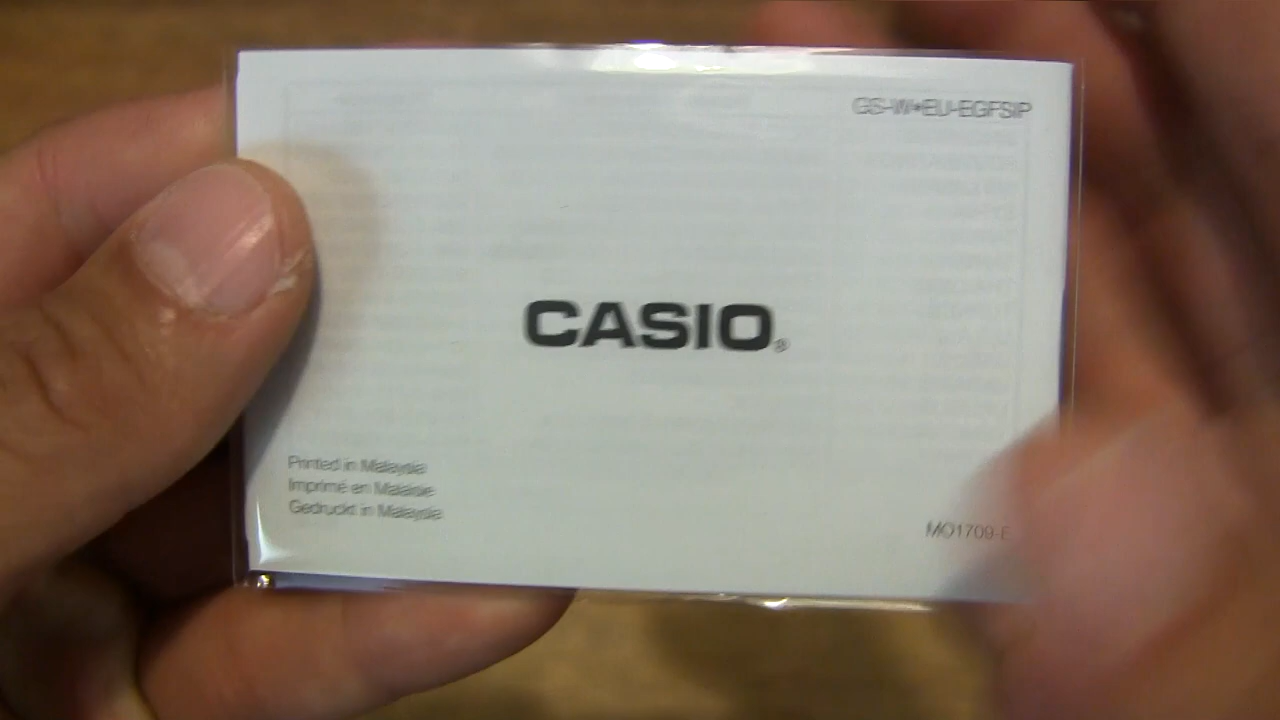 GS-W•EU-EGFSIP
CASIO®
Printed in Malaysia
Imprimé en Malaisie
Gedruckt in Malaysia
MO1709-E